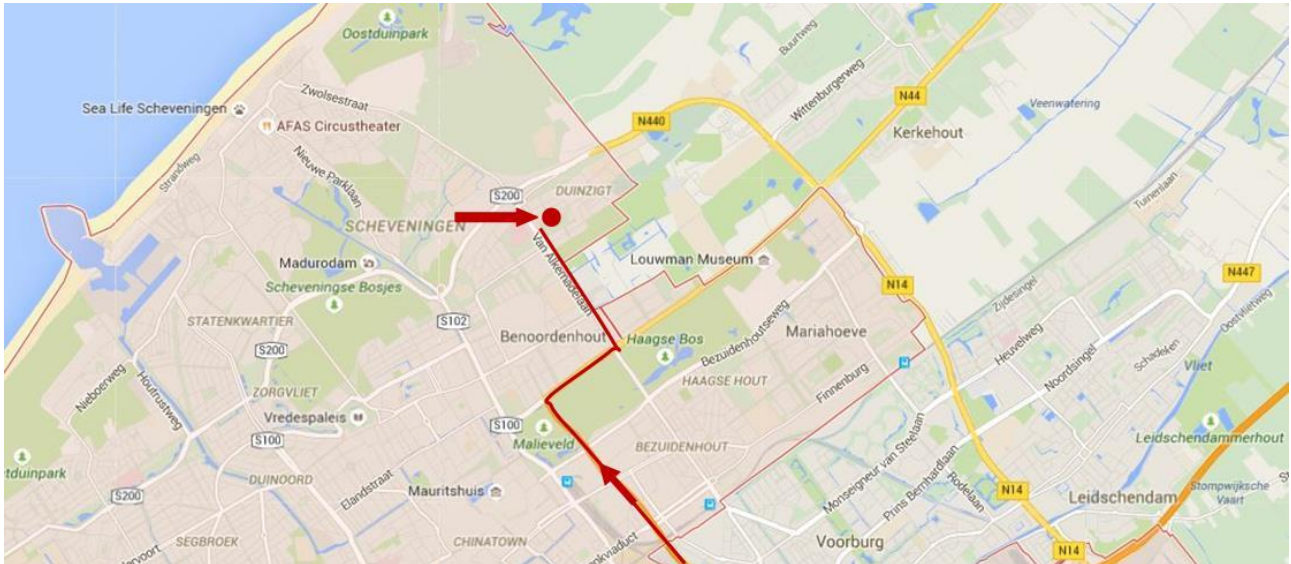 Oostduinpark
Buurtweg
Wittenburgerweg
Zwolsestraat
N44
Sea Life Scheveningen
Veenwatering
AFAS Circustheater
N440
Kerkehout
Strandweg
Nieuwe Parklaan
S200
DUINZIGT
Tuinenlaan
SCHEVENINGEN
Van Alkemadelaan
Madurodam
Louwman Museum
N447
Scheveningse Bosjes
N14
Zijdesingel
Oostvlietweg
STATENKWARTIER
S102
Benoordenhout
Haagse Bos
Bezuidenhoutseweg
Mariahoeve
Heuvelweg
Noordsingel
Schadeken
S200
Vliet
Nieboerweg
Houtrustweg
ZORGVLIET
HAAGSE HOUT
Finnenburg
Vredespaleis
S100
S100
Malieveld
BEZUIDENHOUT
Leidschendammerhout
Monseigneur van Steelaan
Prins Bernhardlaan
Rodelaan
stduinpark
DUINOORD
Elandstraat
Mauritshuis
S200
N14
Leidschendam
Stompwijksche
Vaart
SEGBROEK
CHINATOWN
Voorburg
N14